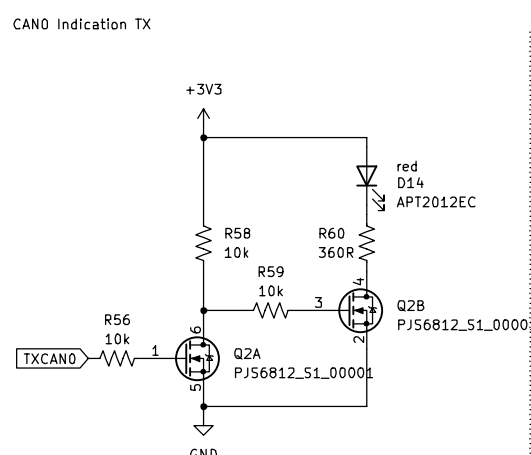 CAN0 Indication TX
+3V3
red
D14
APT2012EC
R58
10k
R60
360R
R59
10k
4
3
Q2B
PJS6812_S1_0000
2
R56
10k
6
TXCAN0
1
Q2A
PJS6812_S1_00001
5
GND